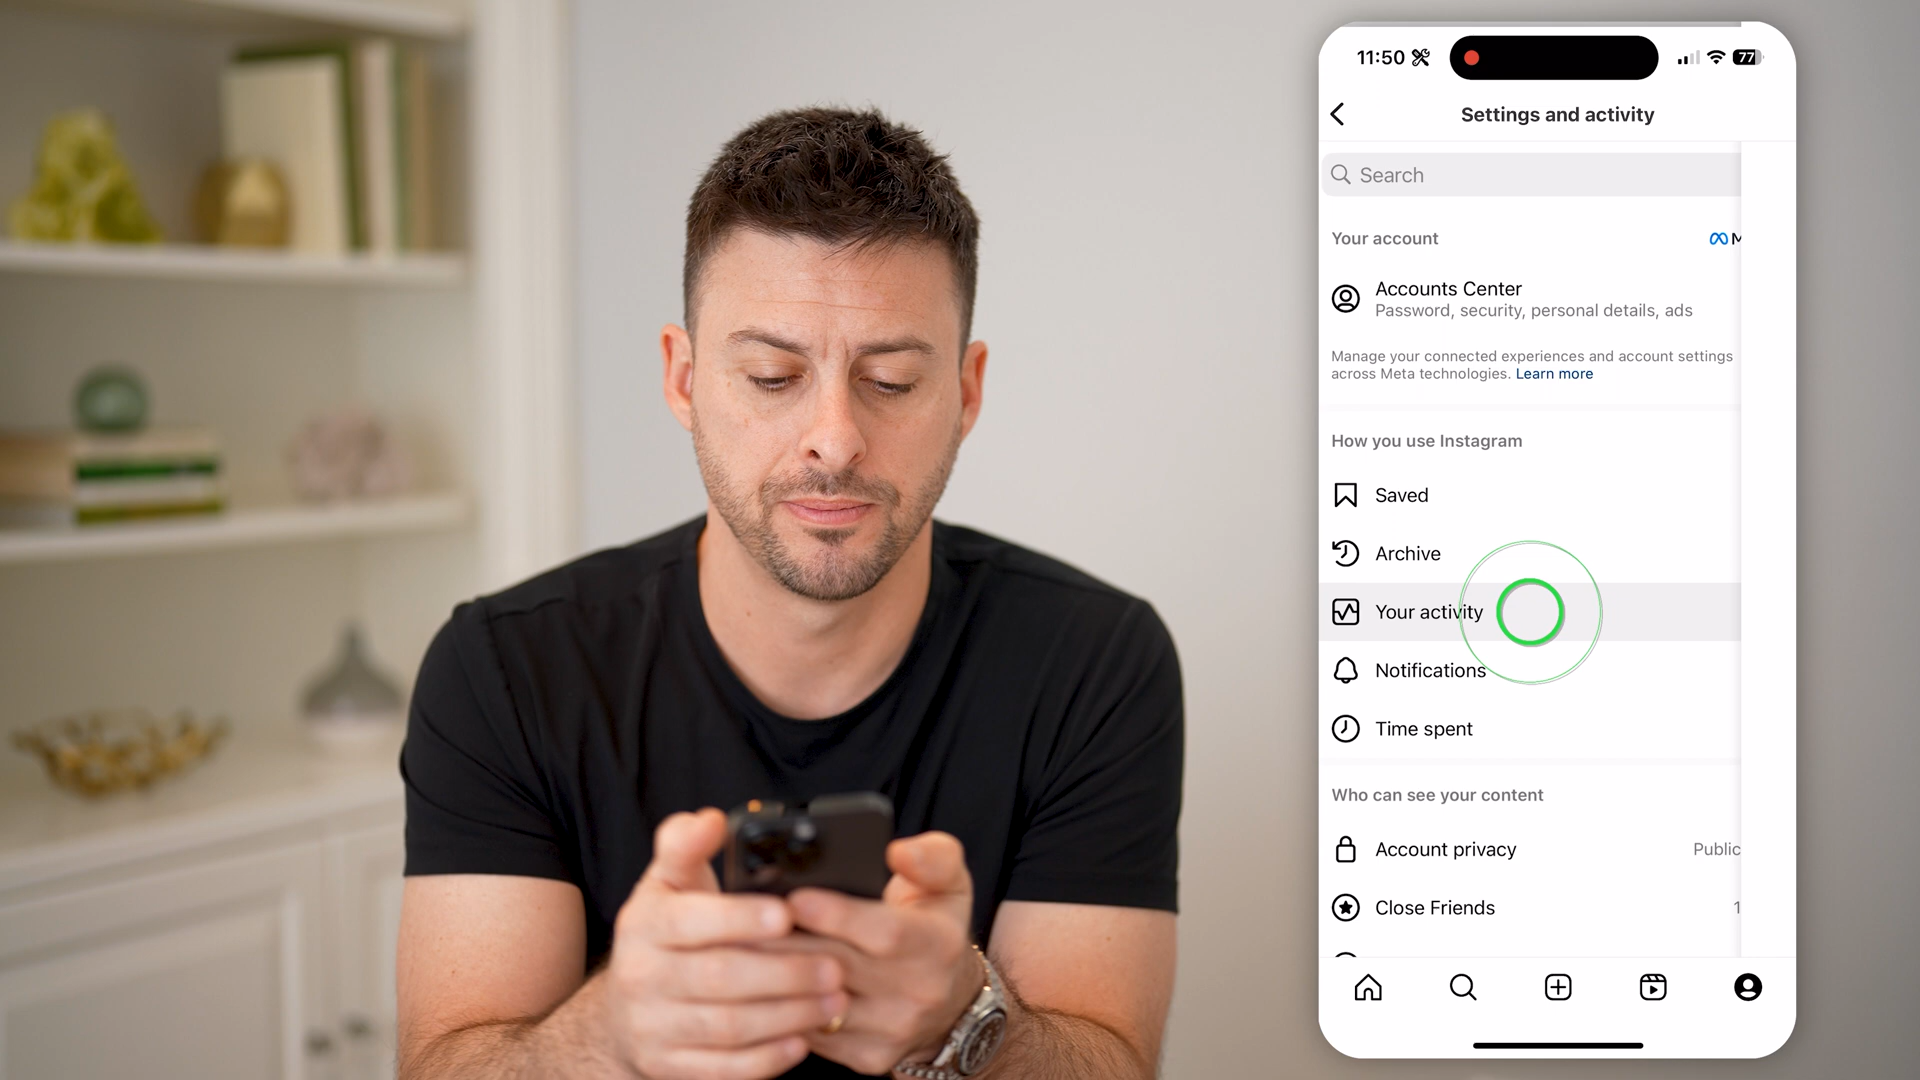 11:50
77
Settings and activity
Search
Your account
M
Accounts Center
Password, security, personal details, ads
Manage your connected experiences and account settings
across Meta technologies. Learn more
How you use Instagram
Saved
Archive
Your activity
Notifications
Time spent
Who can see your content
Account privacy
Public
Close Friends
1